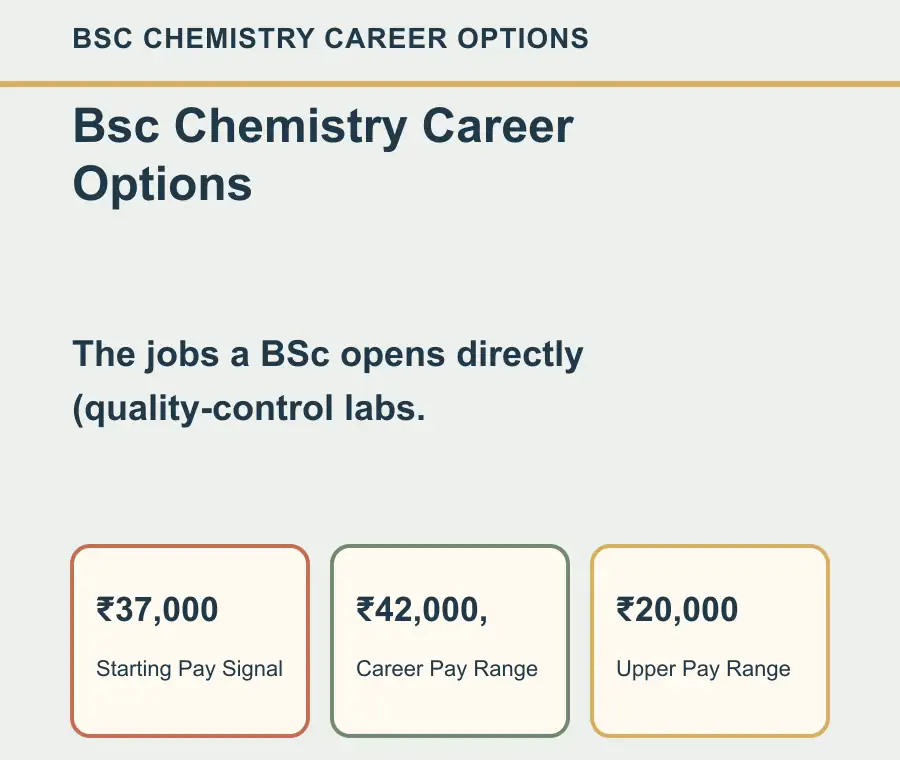 BSC CHEMISTRY CAREER OPTIONS
Bsc Chemistry Career
Options
The jobs a BSc opens directly
(quality-control labs.
₹37,000
Starting Pay Signal
₹42,000,
Career Pay Range
₹20,000
Upper Pay Range